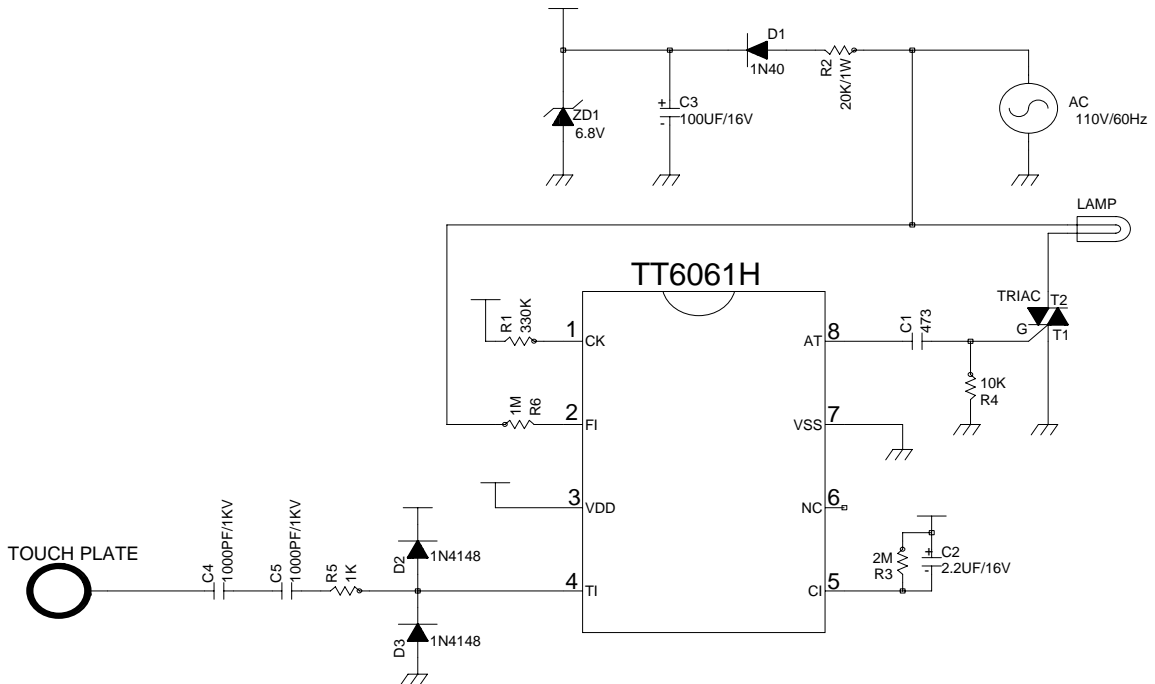 D1
1N40
R2
20K/1W
ZD1
6.8V
+
C3
-
100UF/16V
AC
110V/60Hz
LAMP
TT6061H
TRIAC
T2
G
T1
R1
330K
1
CK
8
AT
C1
473
10K
R4
1M
R6
2
FI
7
VSS
3
VDD
6
NC
TOUCH PLATE
C4
1000PF/1KV
C5
1000PF/1KV
R5
1K
D2
1N4148
D3
1N4148
4
TI
5
CI
2M
R3
+
C2
-
2.2UF/16V